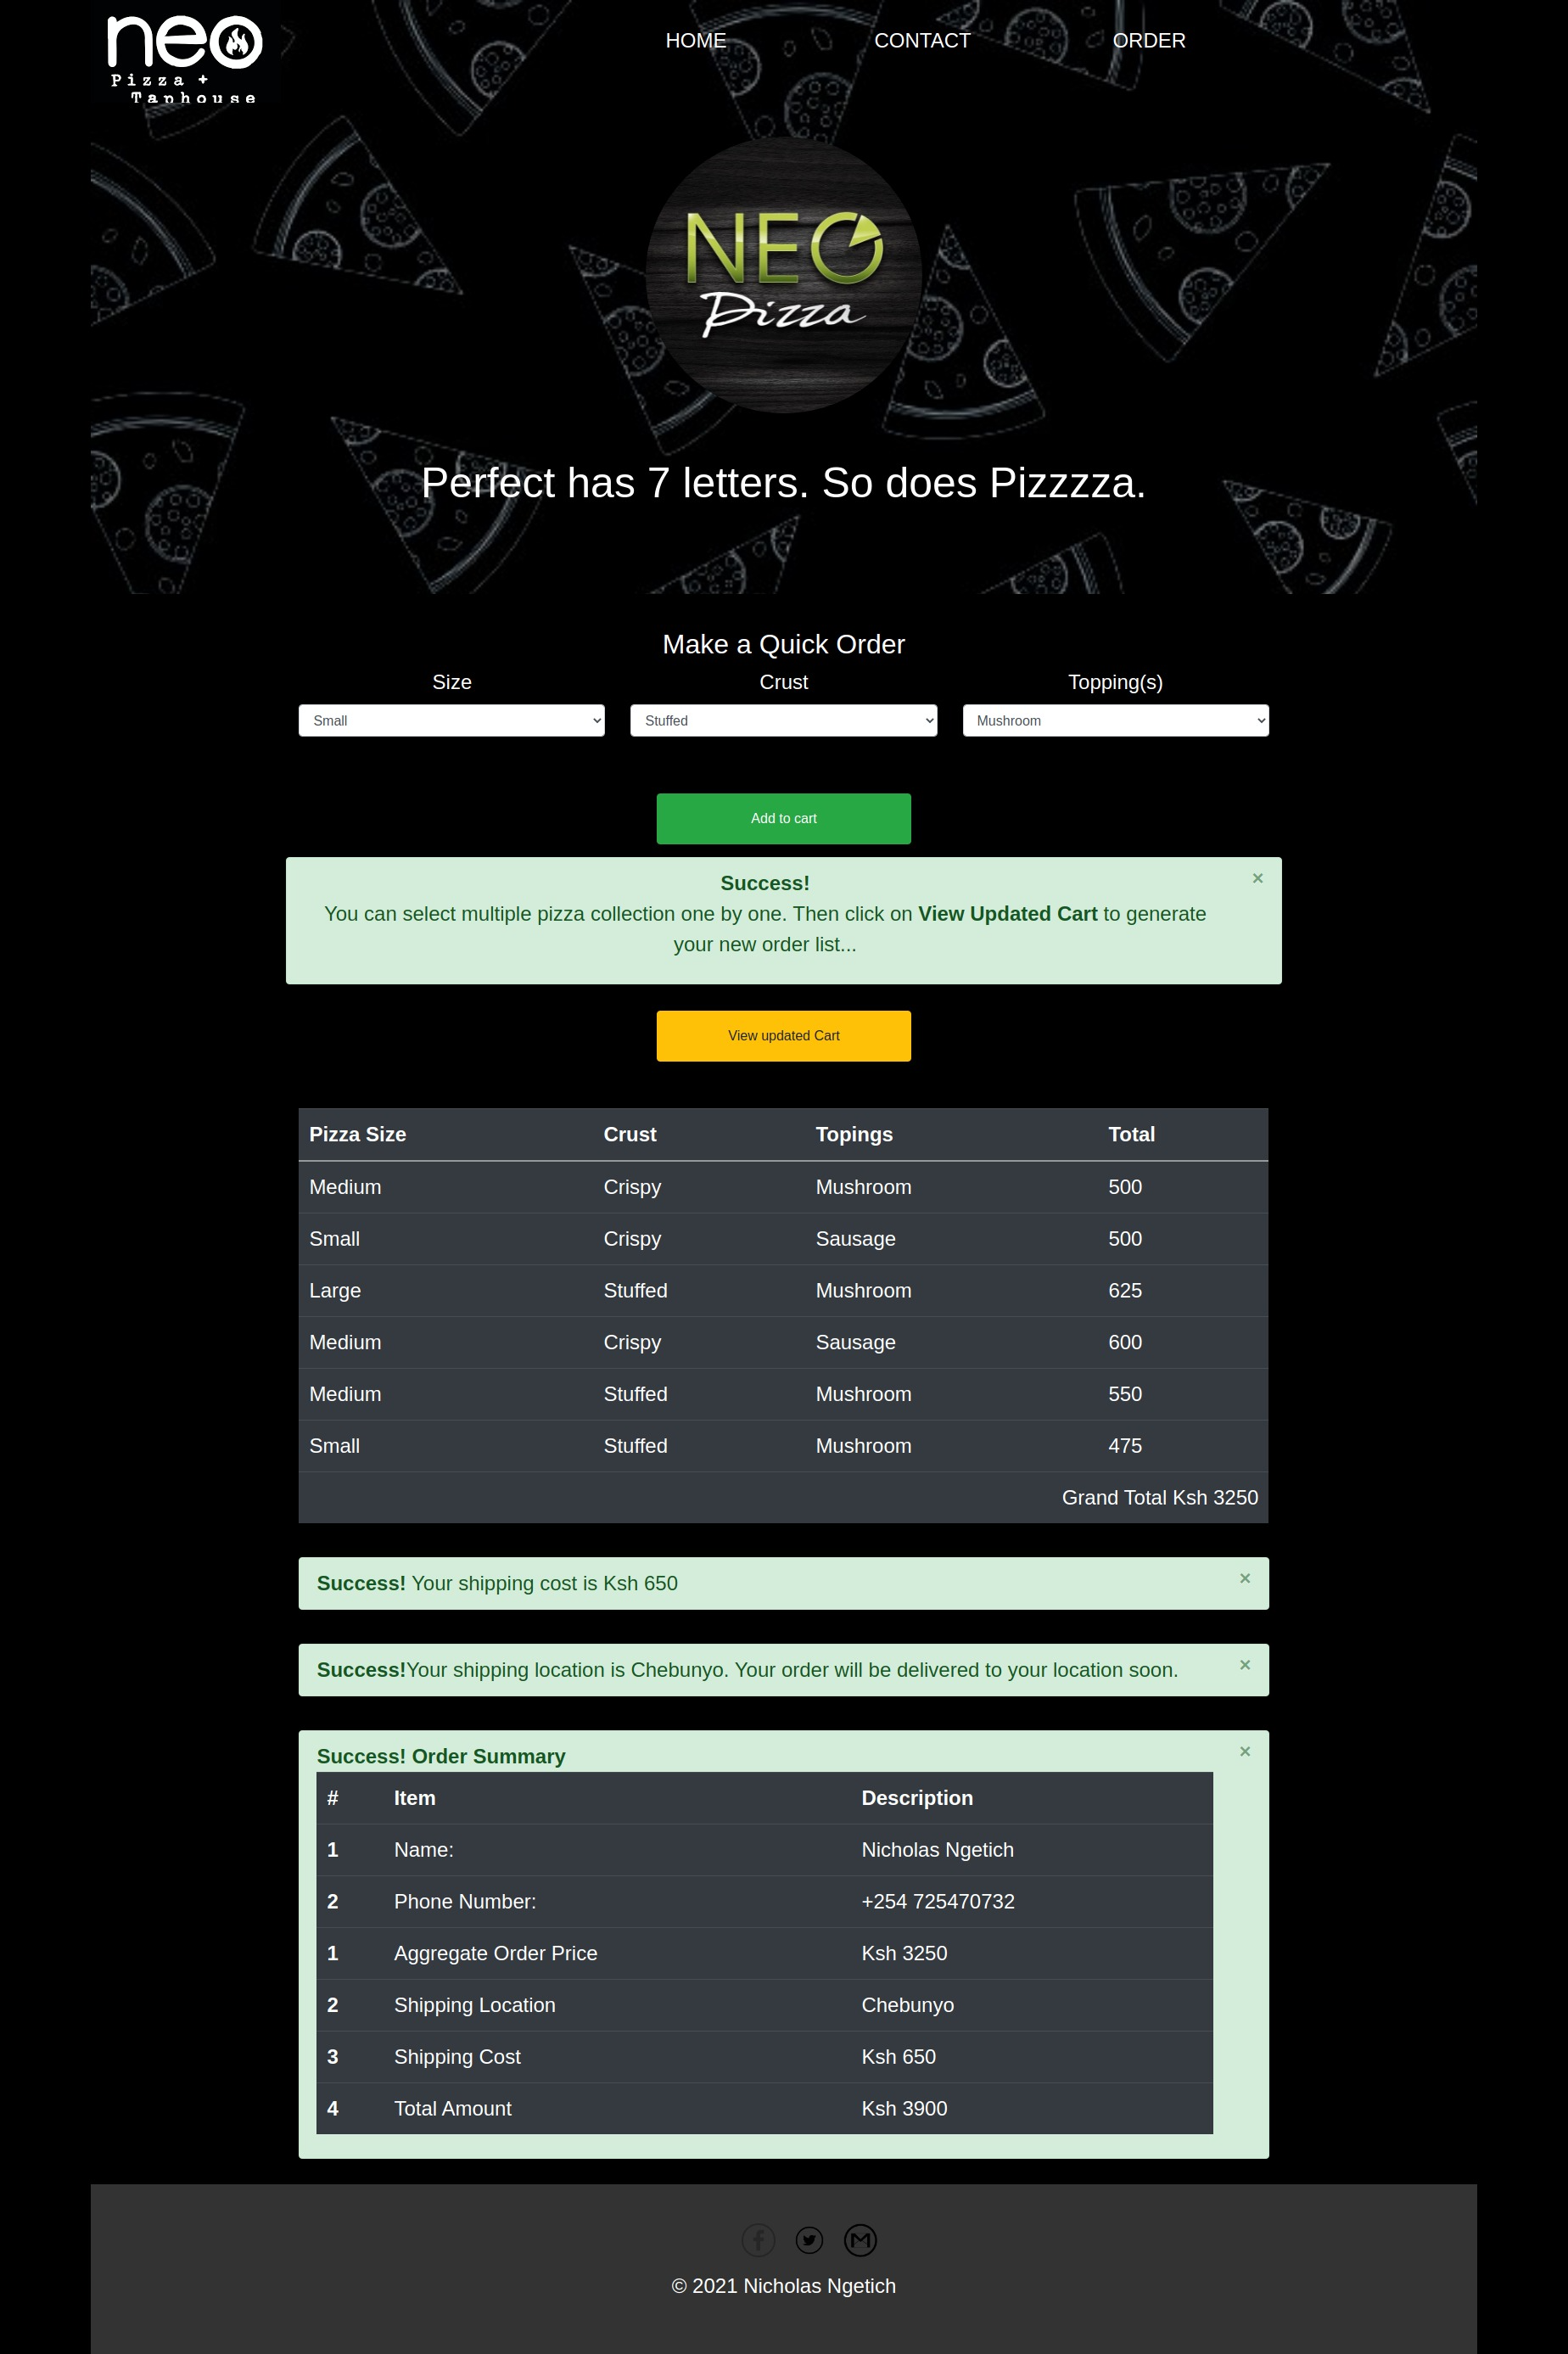 neo
Pizza +
Taphouse
HOME CONTACT ORDER
NEO
Pizza
Perfect has 7 letters. So does Pizzzza.
Make a Quick Order
Size Crust Topping(s)
Small Stuffed Mushroom
Add to cart
Success! ×
You can select multiple pizza collection one by one. Then click on View Updated Cart to generate
your new order list...
View updated Cart
Pizza Size Crust Topings Total
Medium Crispy Mushroom 500
Small Crispy Sausage 500
Large Stuffed Mushroom 625
Medium Crispy Sausage 600
Medium Stuffed Mushroom 550
Small Stuffed Mushroom 475
Grand Total Ksh 3250
Success! Your shipping cost is Ksh 650 ×
Success!Your shipping location is Chebunyo. Your order will be delivered to your location soon. ×
Success! Order Summary ×
# Item Description
1 Name: Nicholas Ngetich
2 Phone Number: +254 725470732
1 Aggregate Order Price Ksh 3250
2 Shipping Location Chebunyo
3 Shipping Cost Ksh 650
4 Total Amount Ksh 3900
© 2021 Nicholas Ngetich